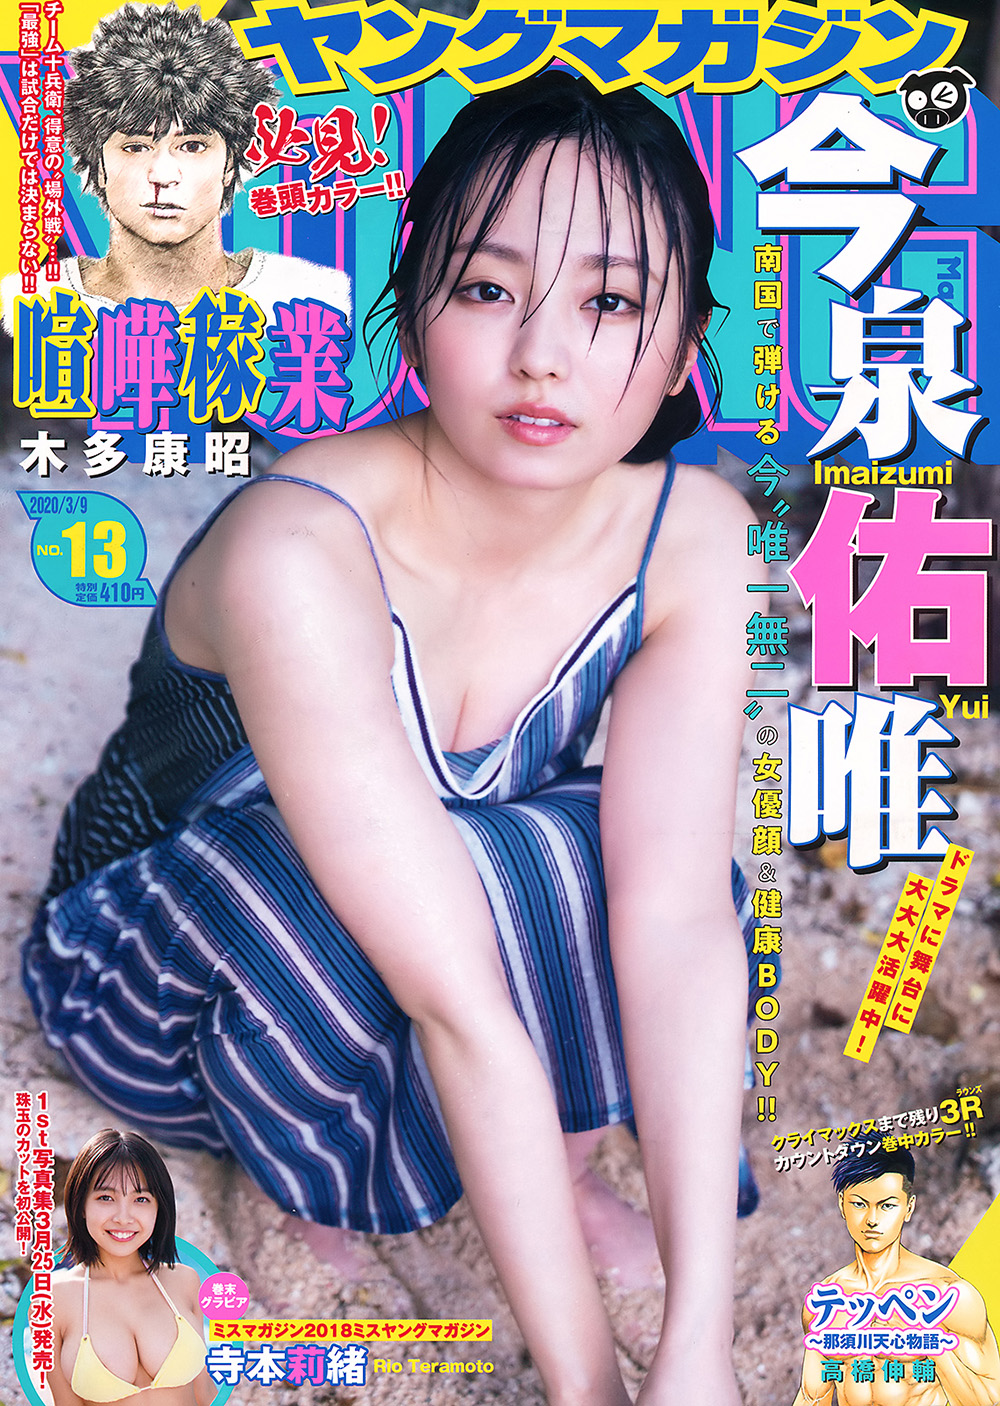 ヤングマガジン
YOUNG
Ma
チーム十兵衛、得意の“場外戦”…!!
「最強」は試合だけでは決まらない!!
必見!
巻頭カラー!!
喧嘩稼業
木多康昭
2020/3/9
NO.13
特別定価410円
今泉佑唯
Imaizumi
Yui
南国で弾ける今“唯一無二”の女優顔&健康BODY!!
ドラマに舞台に
大大大活躍中!
クライマックスまで残り3R
ラウンズ
カウントダウン巻中カラー!!
テッペン
～那須川天心物語～
高橋伸輔
1st写真集3月25日(水)発売!
珠玉のカットを初公開!
巻末
グラビア
ミスマガジン2018ミスヤングマガジン
寺本莉緒
Rio Teramoto